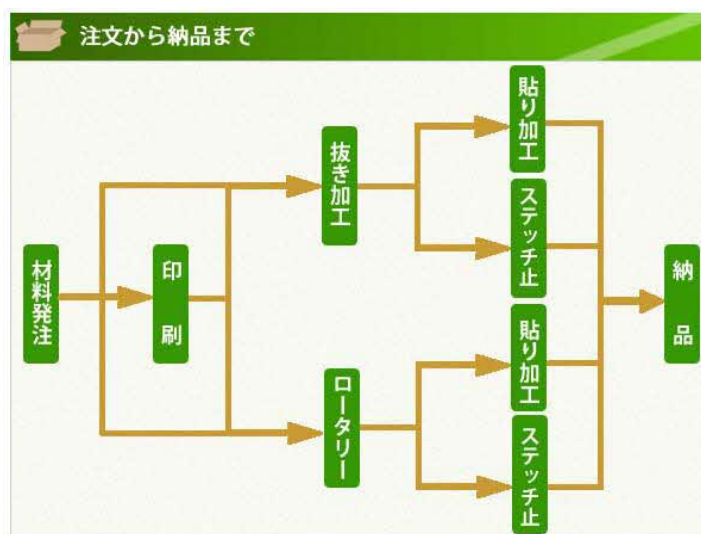 注文から納品まで
材料発注
印刷
抜き加工
ロータリー
貼り加工
ステッチ止
貼り加工
ステッチ止
納品